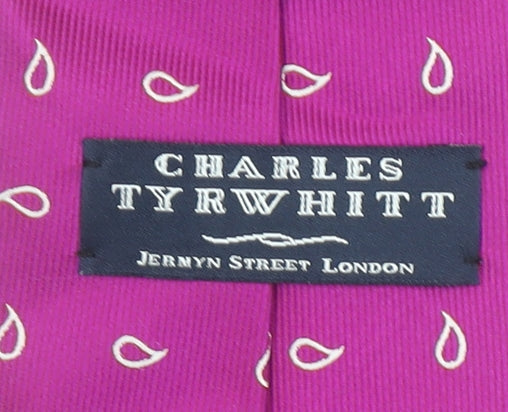 CHARLES
TYRWHITT
JERMYN STREET LONDON